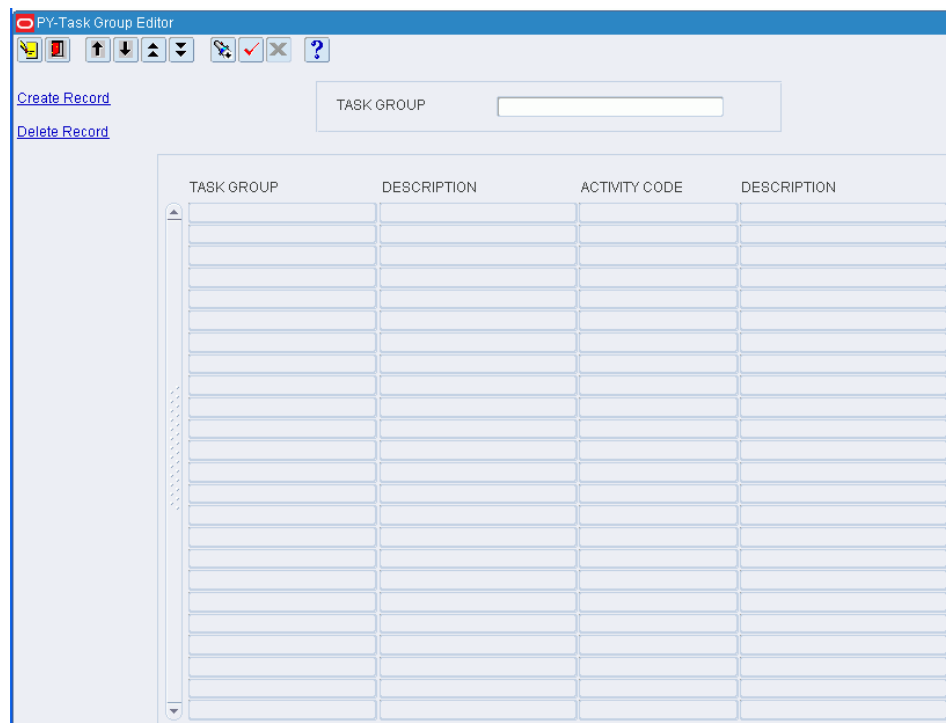 PY-Task Group Editor
?
Create Record
TASK GROUP
Delete Record
TASK GROUP DESCRIPTION ACTIVITY CODE DESCRIPTION